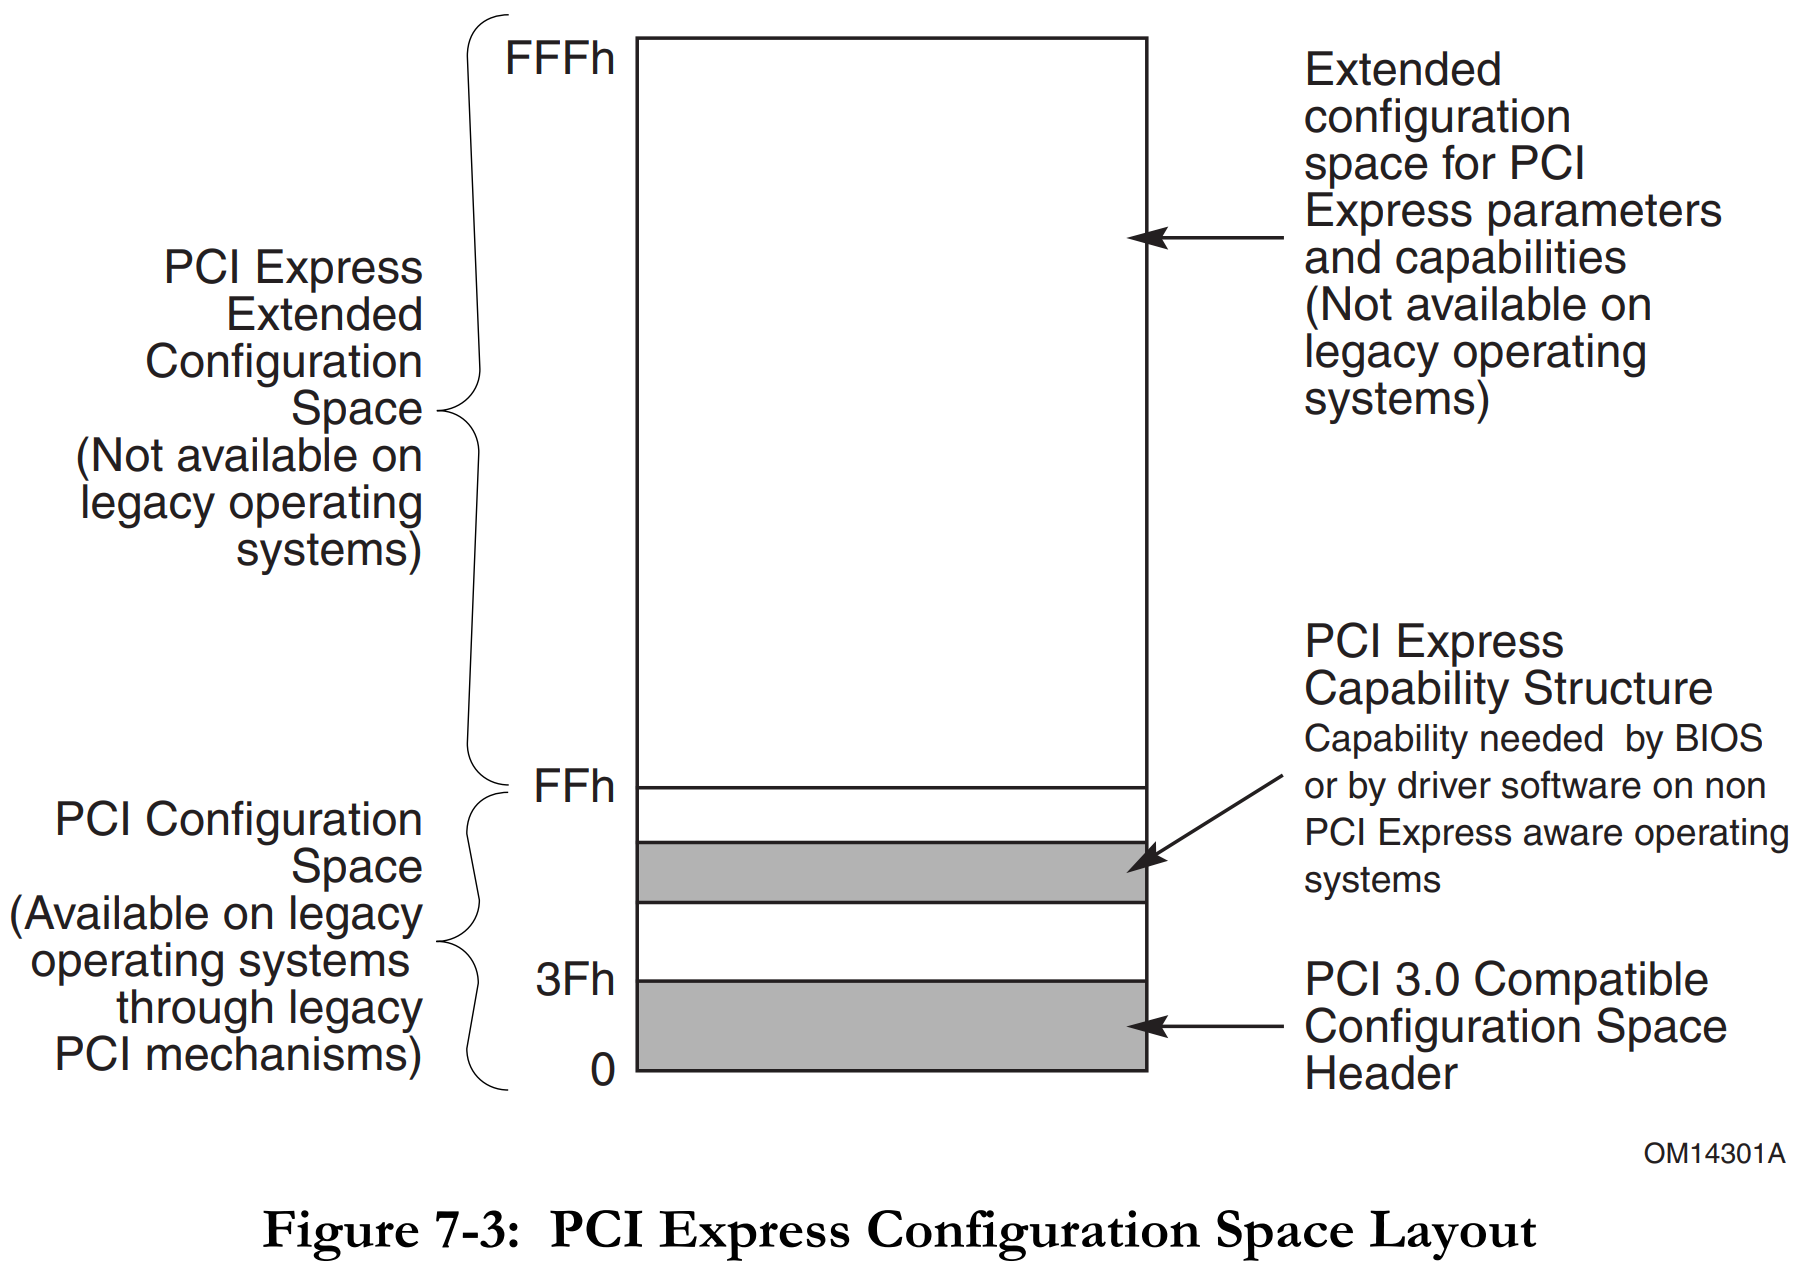 FFFh
Extended
configuration
space for PCI
Express parameters
and capabilities
(Not available on
legacy operating
systems)
PCI Express
Extended
Configuration
Space
(Not available on
legacy operating
systems)
PCI Express
Capability Structure
Capability needed  by BIOS
or by driver software on non
PCI Express aware operating
systems
FFh
PCI Configuration
Space
(Available on legacy
operating systems
through legacy
PCI mechanisms)
3Fh
0
PCI 3.0 Compatible
Configuration Space
Header
OM14301A
Figure 7-3:  PCI Express Configuration Space Layout